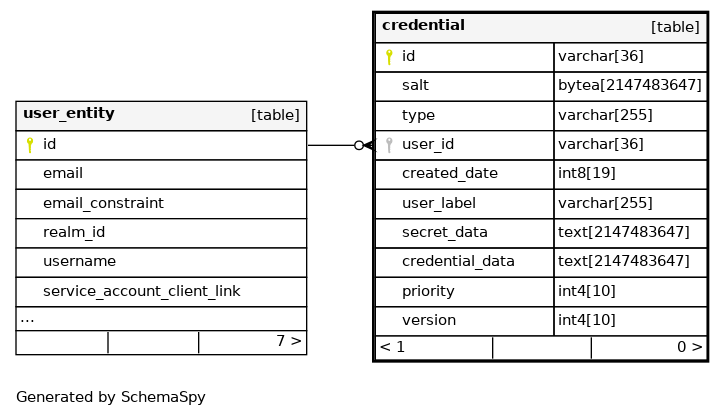 user_entity [table]
id
email
email_constraint
realm_id
username
service_account_client_link
...
7 >
credential [table]
id varchar[36]
salt bytea[2147483647]
type varchar[255]
user_id varchar[36]
created_date int8[19]
user_label varchar[255]
secret_data text[2147483647]
credential_data text[2147483647]
priority int4[10]
version int4[10]
< 1 0 >
Generated by SchemaSpy